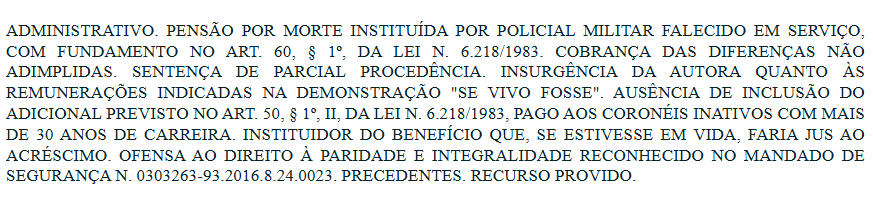 ADMINISTRATIVO. PENSÃO POR MORTE INSTITUÍDA POR POLICIAL MILITAR FALECIDO EM SERVIÇO,
COM FUNDAMENTO NO ART. 60, § 1º, DA LEI N. 6.218/1983. COBRANÇA DAS DIFERENÇAS NÃO
ADIMPLIDAS. SENTENÇA DE PARCIAL PROCEDÊNCIA. INSURGÊNCIA DA AUTORA QUANTO ÀS
REMUNERAÇÕES INDICADAS NA DEMONSTRAÇÃO "SE VIVO FOSSE". AUSÊNCIA DE INCLUSÃO DO
ADICIONAL PREVISTO NO ART. 50, § 1º, II, DA LEI N. 6.218/1983, PAGO AOS CORONÉIS INATIVOS COM MAIS
DE 30 ANOS DE CARREIRA. INSTITUIDOR DO BENEFÍCIO QUE, SE ESTIVESSE EM VIDA, FARIA JUS AO
ACRÉSCIMO. OFENSA AO DIREITO À PARIDADE E INTEGRALIDADE RECONHECIDO NO MANDADO DE
SEGURANÇA N. 0303263-93.2016.8.24.0023. PRECEDENTES. RECURSO PROVIDO.